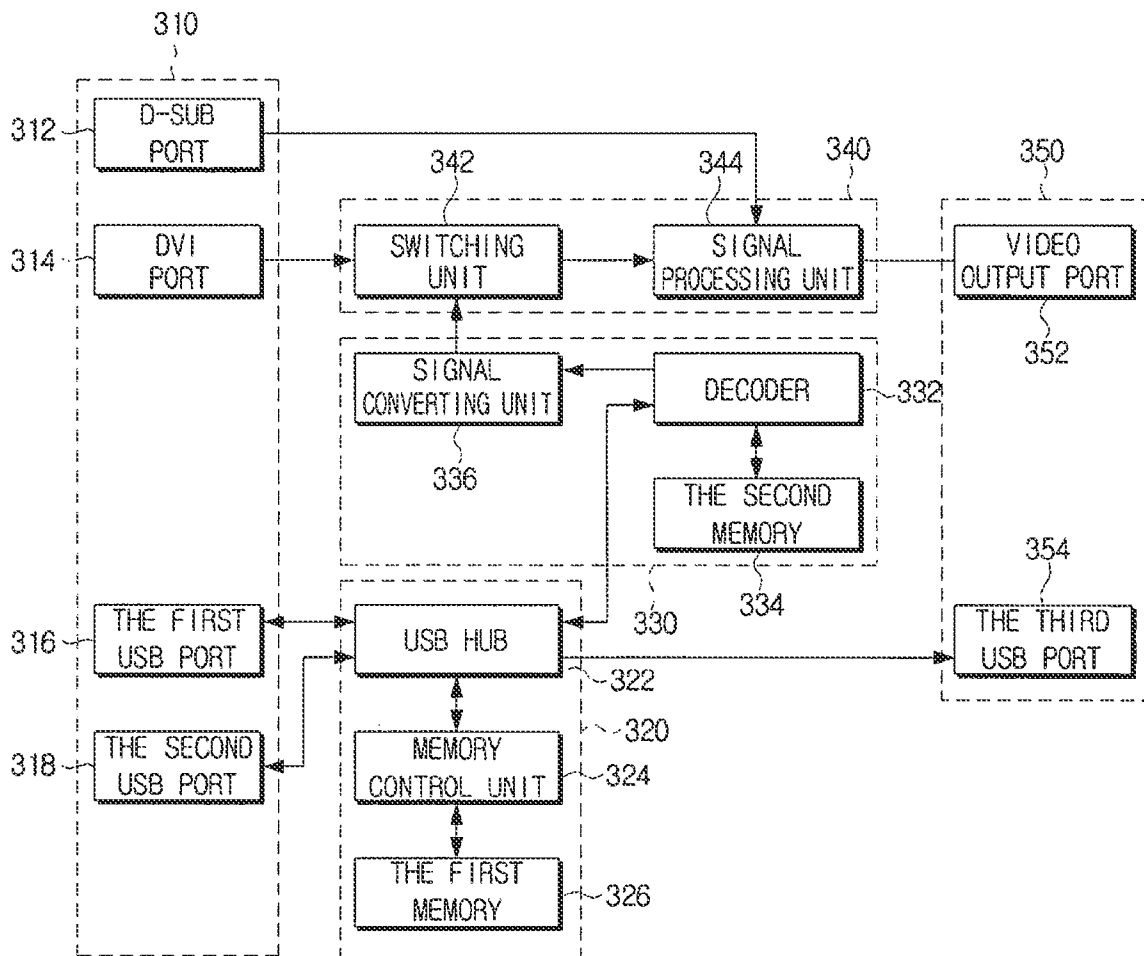 310
312
D-SUB
PORT
342
344
340
350
314
DVI
PORT
SWITCHING
UNIT
SIGNAL
PROCESSING UNIT
VIDEO
OUTPUT PORT
352
SIGNAL
CONVERTING UNIT
336
DECODER
332
THE SECOND
MEMORY
334
330
354
316
THE FIRST
USB PORT
USB HUB
322
THE THIRD
USB PORT
320
318
THE SECOND
USB PORT
MEMORY
CONTROL UNIT
324
THE FIRST
MEMORY
326